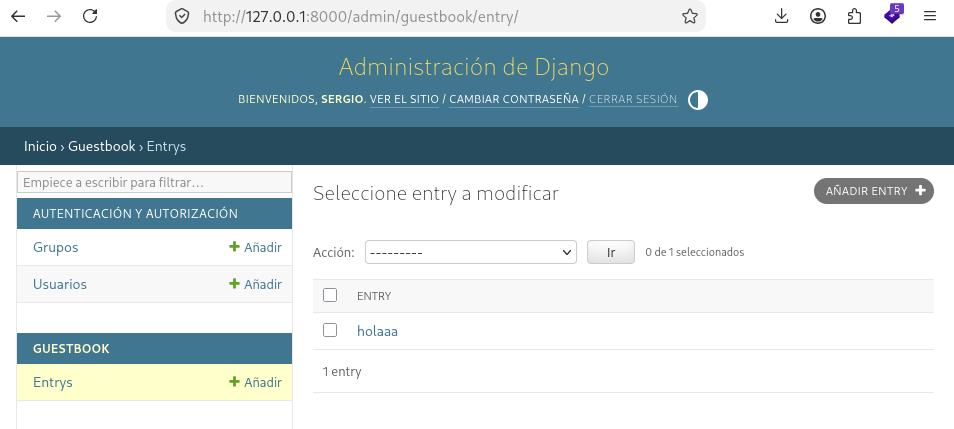 http://127.0.0.1:8000/admin/guestbook/entry/
5
Administración de Django
BIENVENIDOS, SERGIO. VER EL SITIO / CAMBIAR CONTRASEÑA / CERRAR SESIÓN
Inicio › Guestbook › Entrys
Empiece a escribir para filtrar...
AUTENTICACIÓN Y AUTORIZACIÓN
Grupos + Añadir
Usuarios + Añadir
GUESTBOOK
Entrys + Añadir
Seleccione entry a modificar
AÑADIR ENTRY +
Acción: --------- Ir 0 de 1 seleccionados
ENTRY
holaaa
1 entry